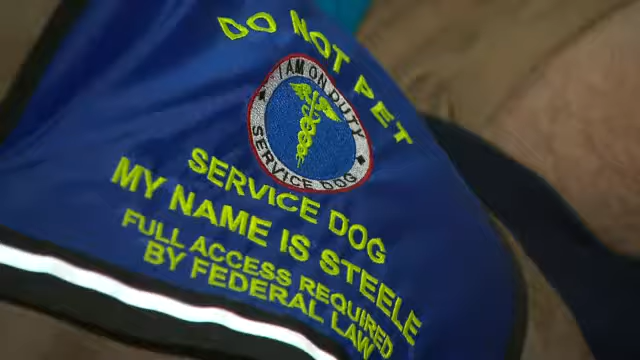 DO NOT PET
I AM ON DUTY
SERVICE DOG
SERVICE DOG
MY NAME IS STEELE
FULL ACCESS REQUIRED
BY FEDERAL LAW